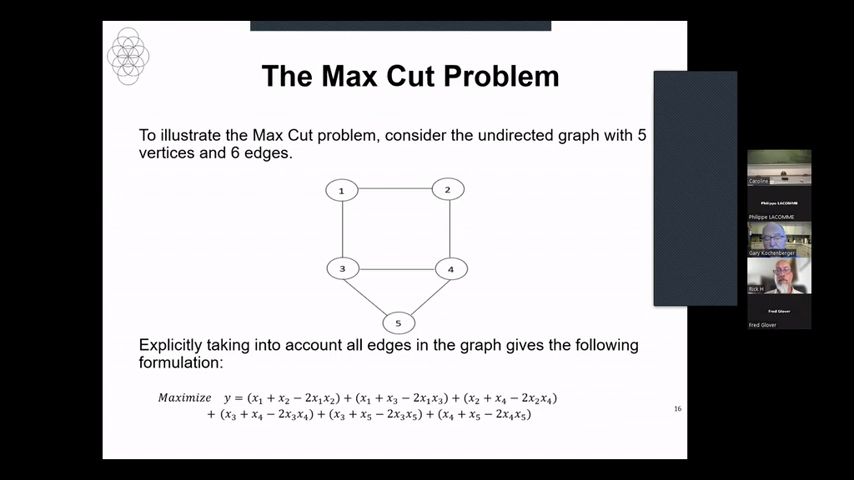 The Max Cut Problem
To illustrate the Max Cut problem, consider the undirected graph with 5
vertices and 6 edges.
1
2
3
4
5
Explicitly taking into account all edges in the graph gives the following
formulation:
Maximize y = (x₁ + x₂ − 2x₁x₂) + (x₁ + x₃ − 2x₁x₃) + (x₂ + x₄ − 2x₂x₄)
+ (x₃ + x₄ − 2x₃x₄) + (x₃ + x₅ − 2x₃x₅) + (x₄ + x₅ − 2x₄x₅)
16
Caroline
Philippe LACOMME
Philippe LACOMME
Gary Kochenberger
Rick H
Fred Glover
Fred Glover